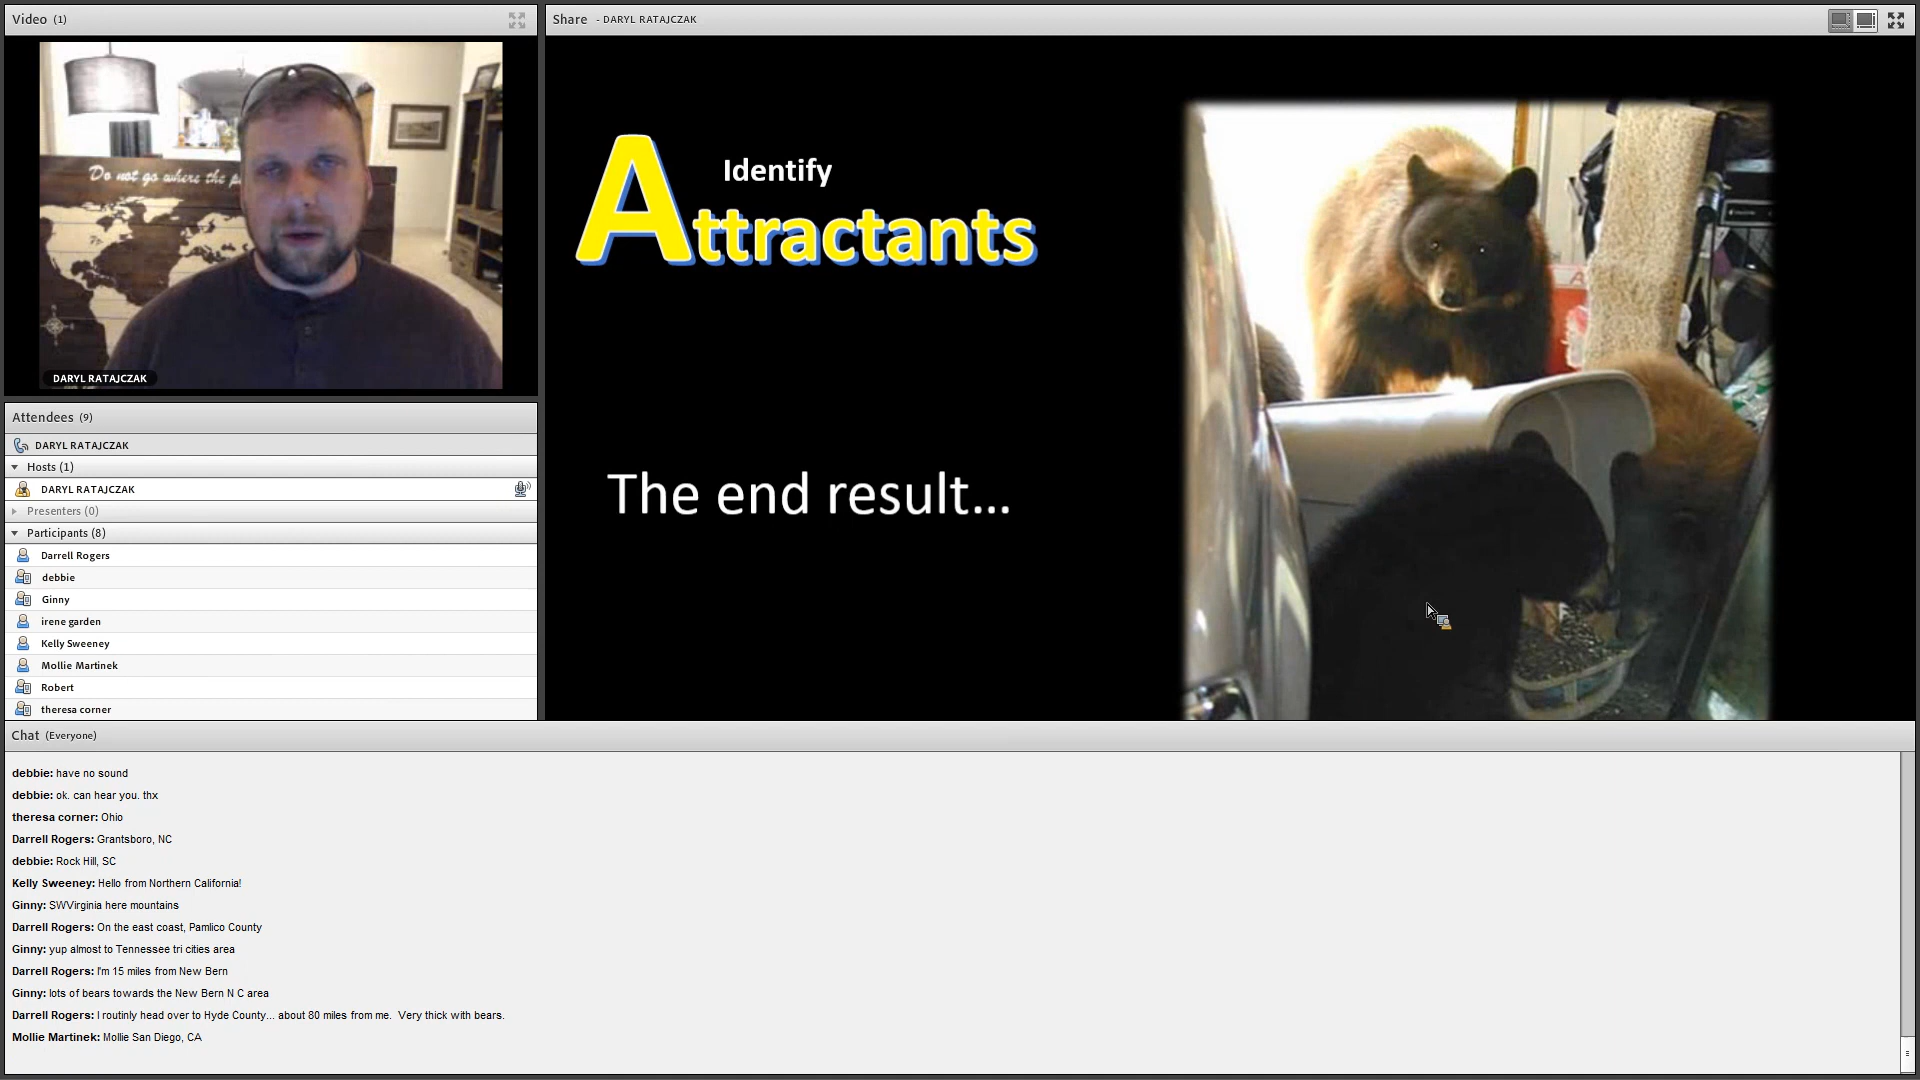 Video (1)
Do not go where the
DARYL RATAJCZAK
Attendees (9)
DARYL RATAJCZAK
Hosts (1)
DARYL RATAJCZAK
Presenters (0)
Participants (8)
Darrell Rogers
debbie
Ginny
irene garden
Kelly Sweeney
Mollie Martinek
Robert
theresa corner
Share - DARYL RATAJCZAK
Identify
Attractants
The end result...
Chat (Everyone)
debbie: have no sound
debbie: ok. can hear you. thx
theresa corner: Ohio
Darrell Rogers: Grantsboro, NC
debbie: Rock Hill, SC
Kelly Sweeney: Hello from Northern California!
Ginny: SWVirginia here mountains
Darrell Rogers: On the east coast, Pamlico County
Ginny: yup almost to Tennessee tri cities area
Darrell Rogers: I'm 15 miles from New Bern
Ginny: lots of bears towards the New Bern N C area
Darrell Rogers: I routinly head over to Hyde County... about 80 miles from me.  Very thick with bears.
Mollie Martinek: Mollie San Diego, CA